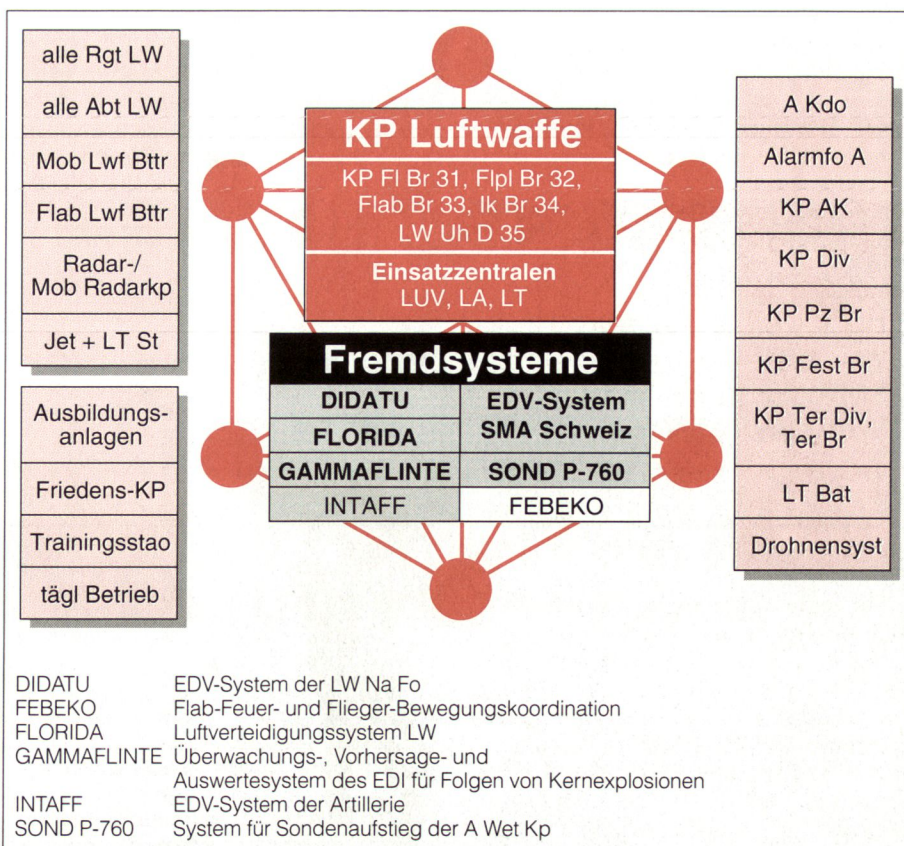 alle Rgt LW
alle Abt LW
Mob Lwf Bttr
Flab Lwf Bttr
Radar-/
Mob Radarkp
Jet + LT St
Ausbildungs-
anlagen
Friedens-KP
Trainingsstao
tägl Betrieb
KP Luftwaffe
KP Fl Br 31, Flpl Br 32,
Flab Br 33, Ik Br 34,
LW Uh D 35
Einsatzzentralen
LUV, LA, LT
Fremdsysteme
DIDATU
FLORIDA
EDV-System
SMA Schweiz
GAMMAFLINTE
SOND P-760
INTAFF
FEBEKO
A Kdo
Alarmfo A
KP AK
KP Div
KP Pz Br
KP Fest Br
KP Ter Div,
Ter Br
LT Bat
Drohnensyst
DIDATU EDV-System der LW Na Fo
FEBEKO Flab-Feuer- und Flieger-Bewegungskoordination
FLORIDA Luftverteidigungssystem LW
GAMMAFLINTE Überwachungs-, Vorhersage- und
Auswertesystem des EDI für Folgen von Kernexplosionen
INTAFF EDV-System der Artillerie
SOND P-760 System für Sondenaufstieg der A Wet Kp